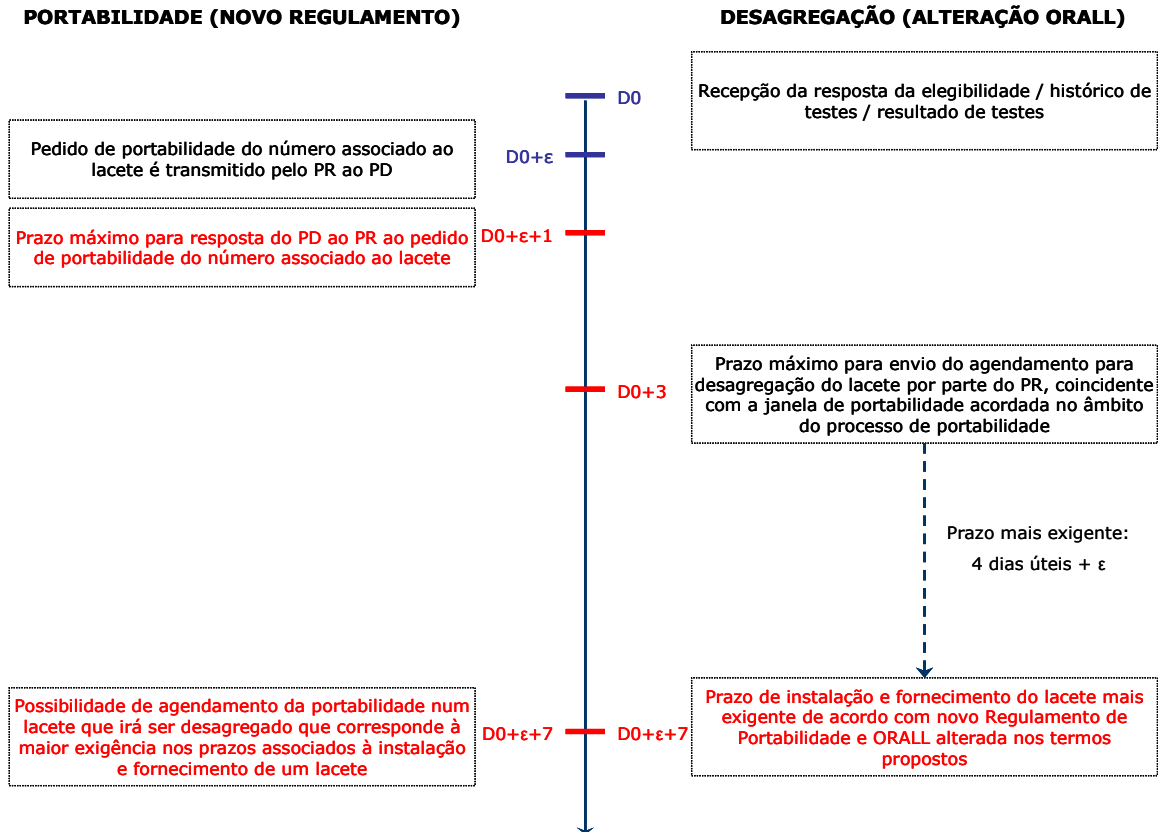 PORTABILIDADE (NOVO REGULAMENTO)
DESAGREGAÇÃO (ALTERAÇÃO ORALL)
D0
Recepção da resposta da elegibilidade / histórico de
testes / resultado de testes
Pedido de portabilidade do número associado ao
lacete é transmitido pelo PR ao PD
D0+ε
Prazo máximo para resposta do PD ao PR ao pedido
de portabilidade do número associado ao lacete
D0+ε+1
D0+3
Prazo máximo para envio do agendamento para
desagregação do lacete por parte do PR, coincidente
com a janela de portabilidade acordada no âmbito
do processo de portabilidade
Prazo mais exigente:
4 dias úteis + ε
Possibilidade de agendamento da portabilidade num
lacete que irá ser desagregado que corresponde à
maior exigência nos prazos associados à instalação
e fornecimento de um lacete
D0+ε+7
D0+ε+7
Prazo de instalação e fornecimento do lacete mais
exigente de acordo com novo Regulamento de
Portabilidade e ORALL alterada nos termos
propostos